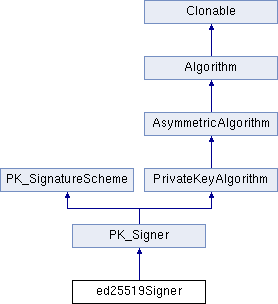 Clonable
Algorithm
AsymmetricAlgorithm
PK_SignatureScheme
PrivateKeyAlgorithm
PK_Signer
ed25519Signer